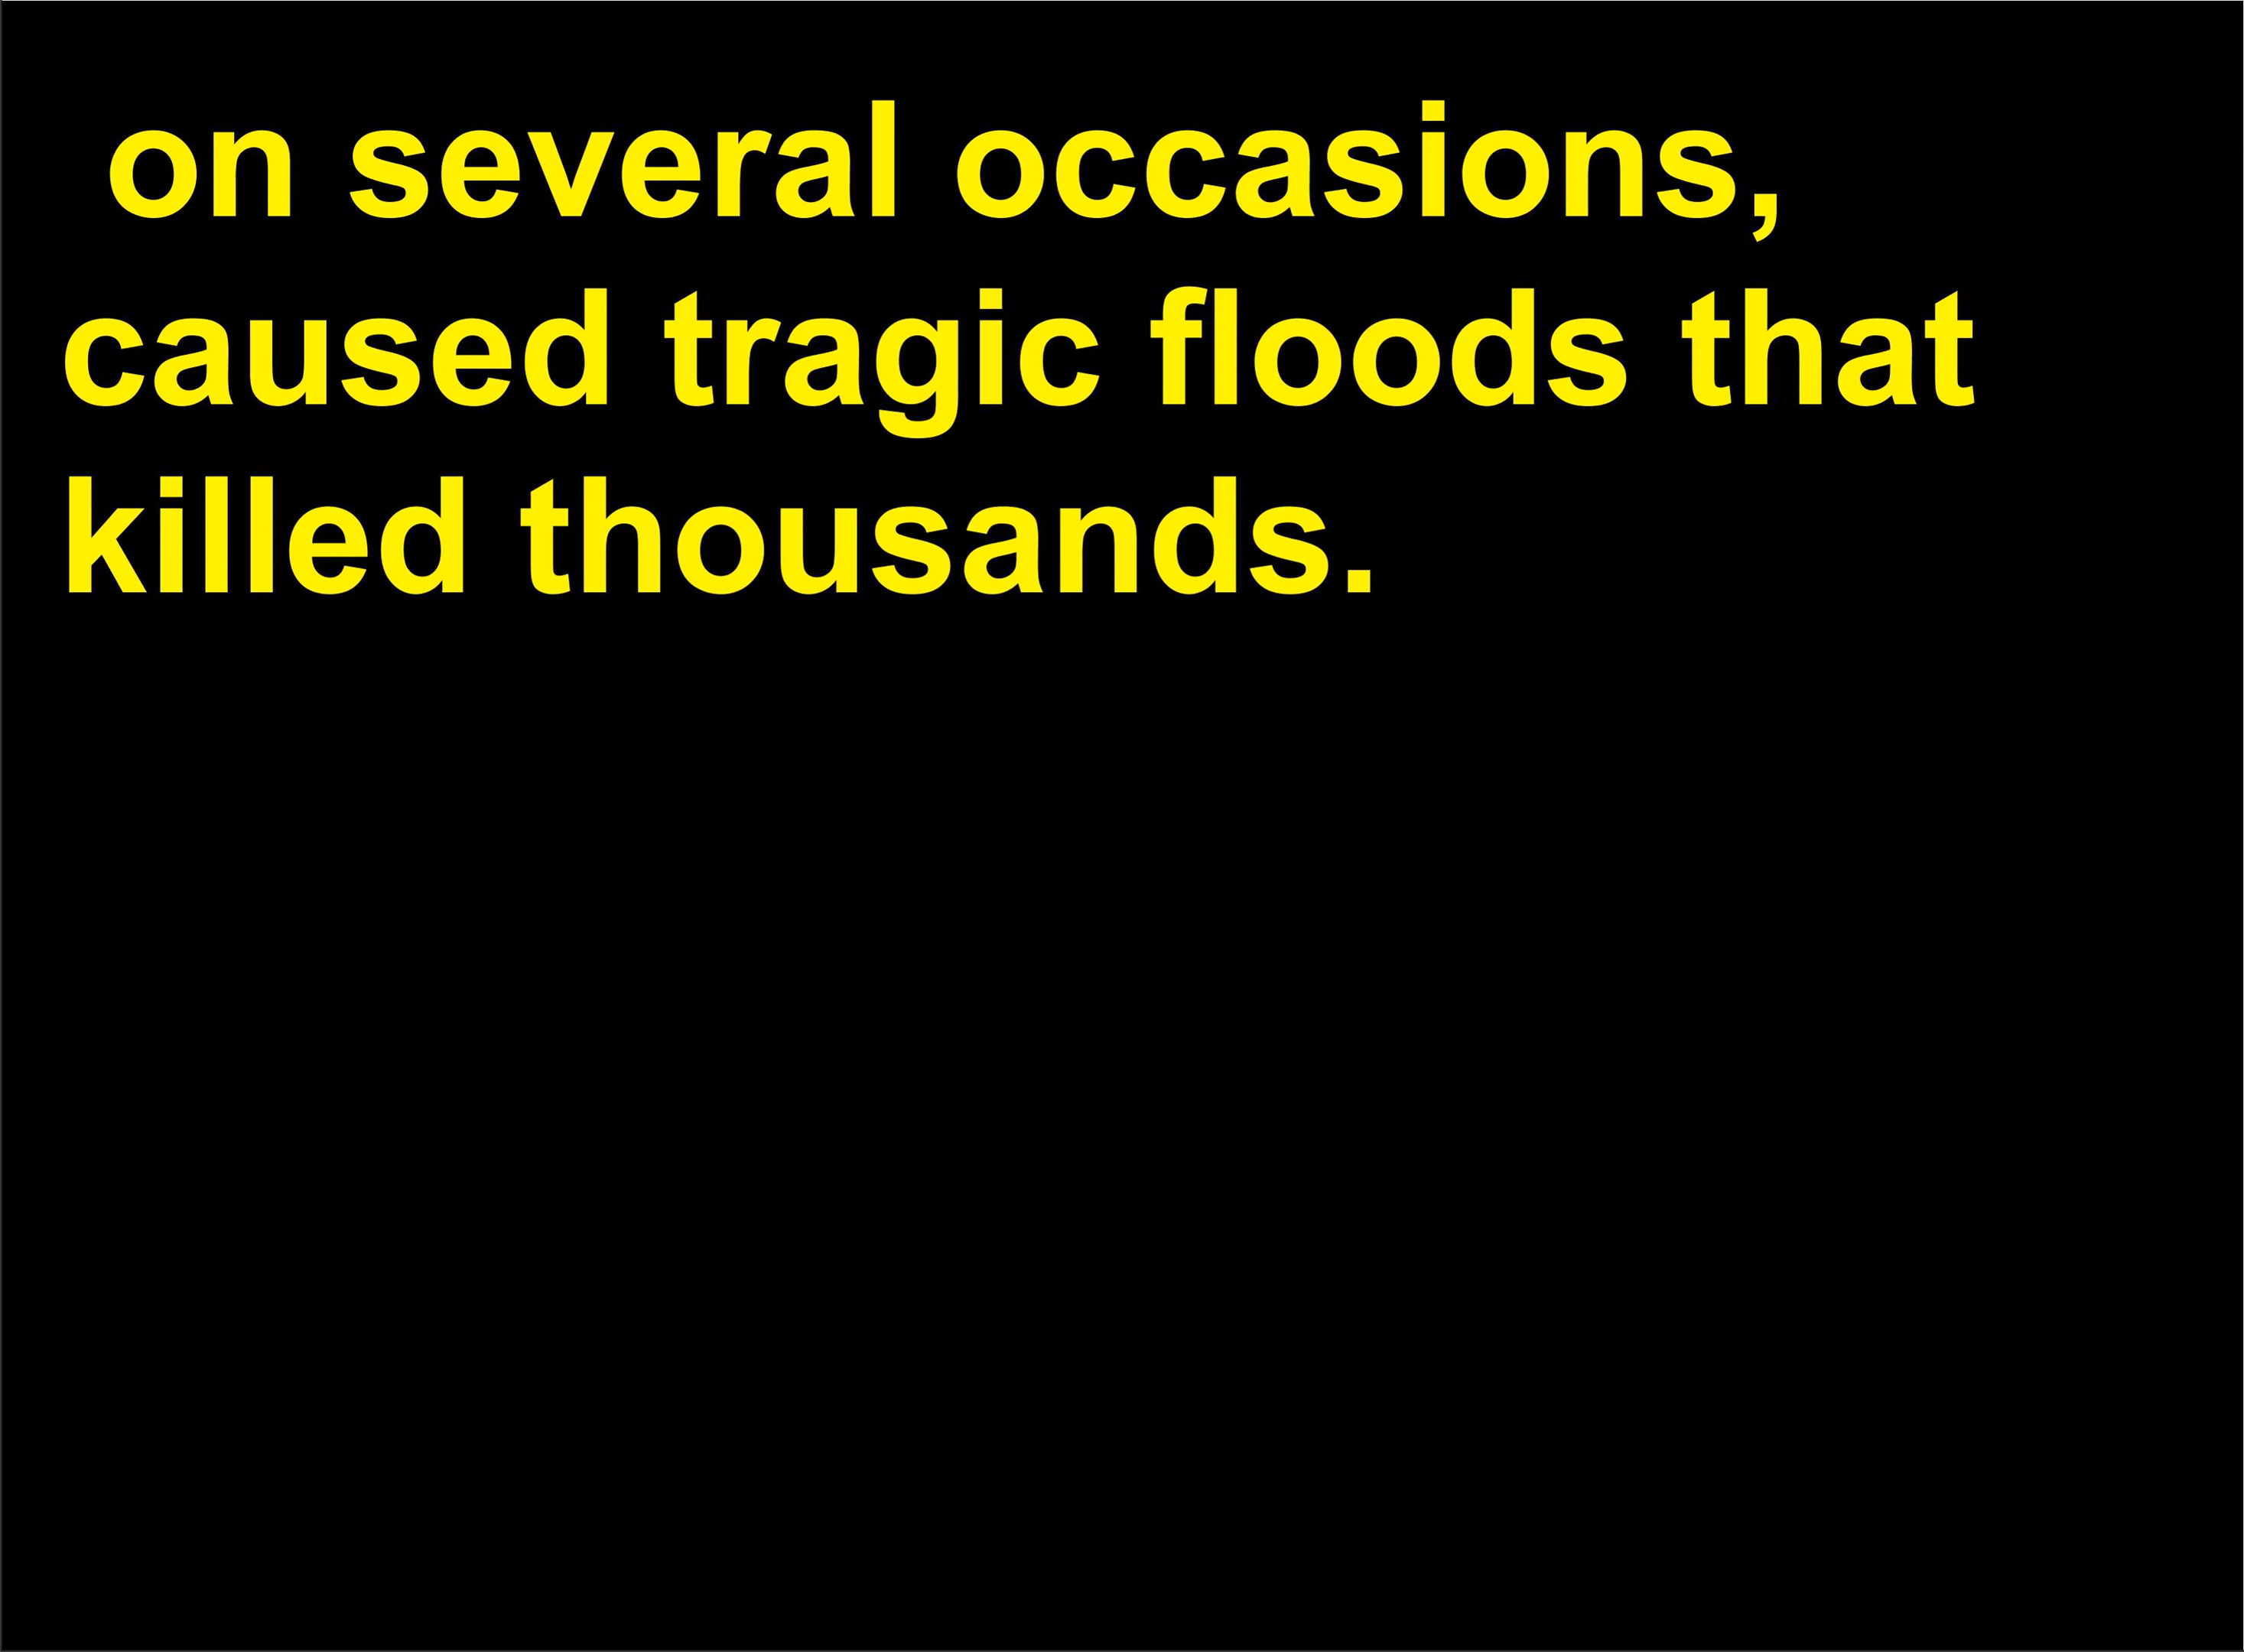 on several occasions,
caused tragic floods that
killed thousands.